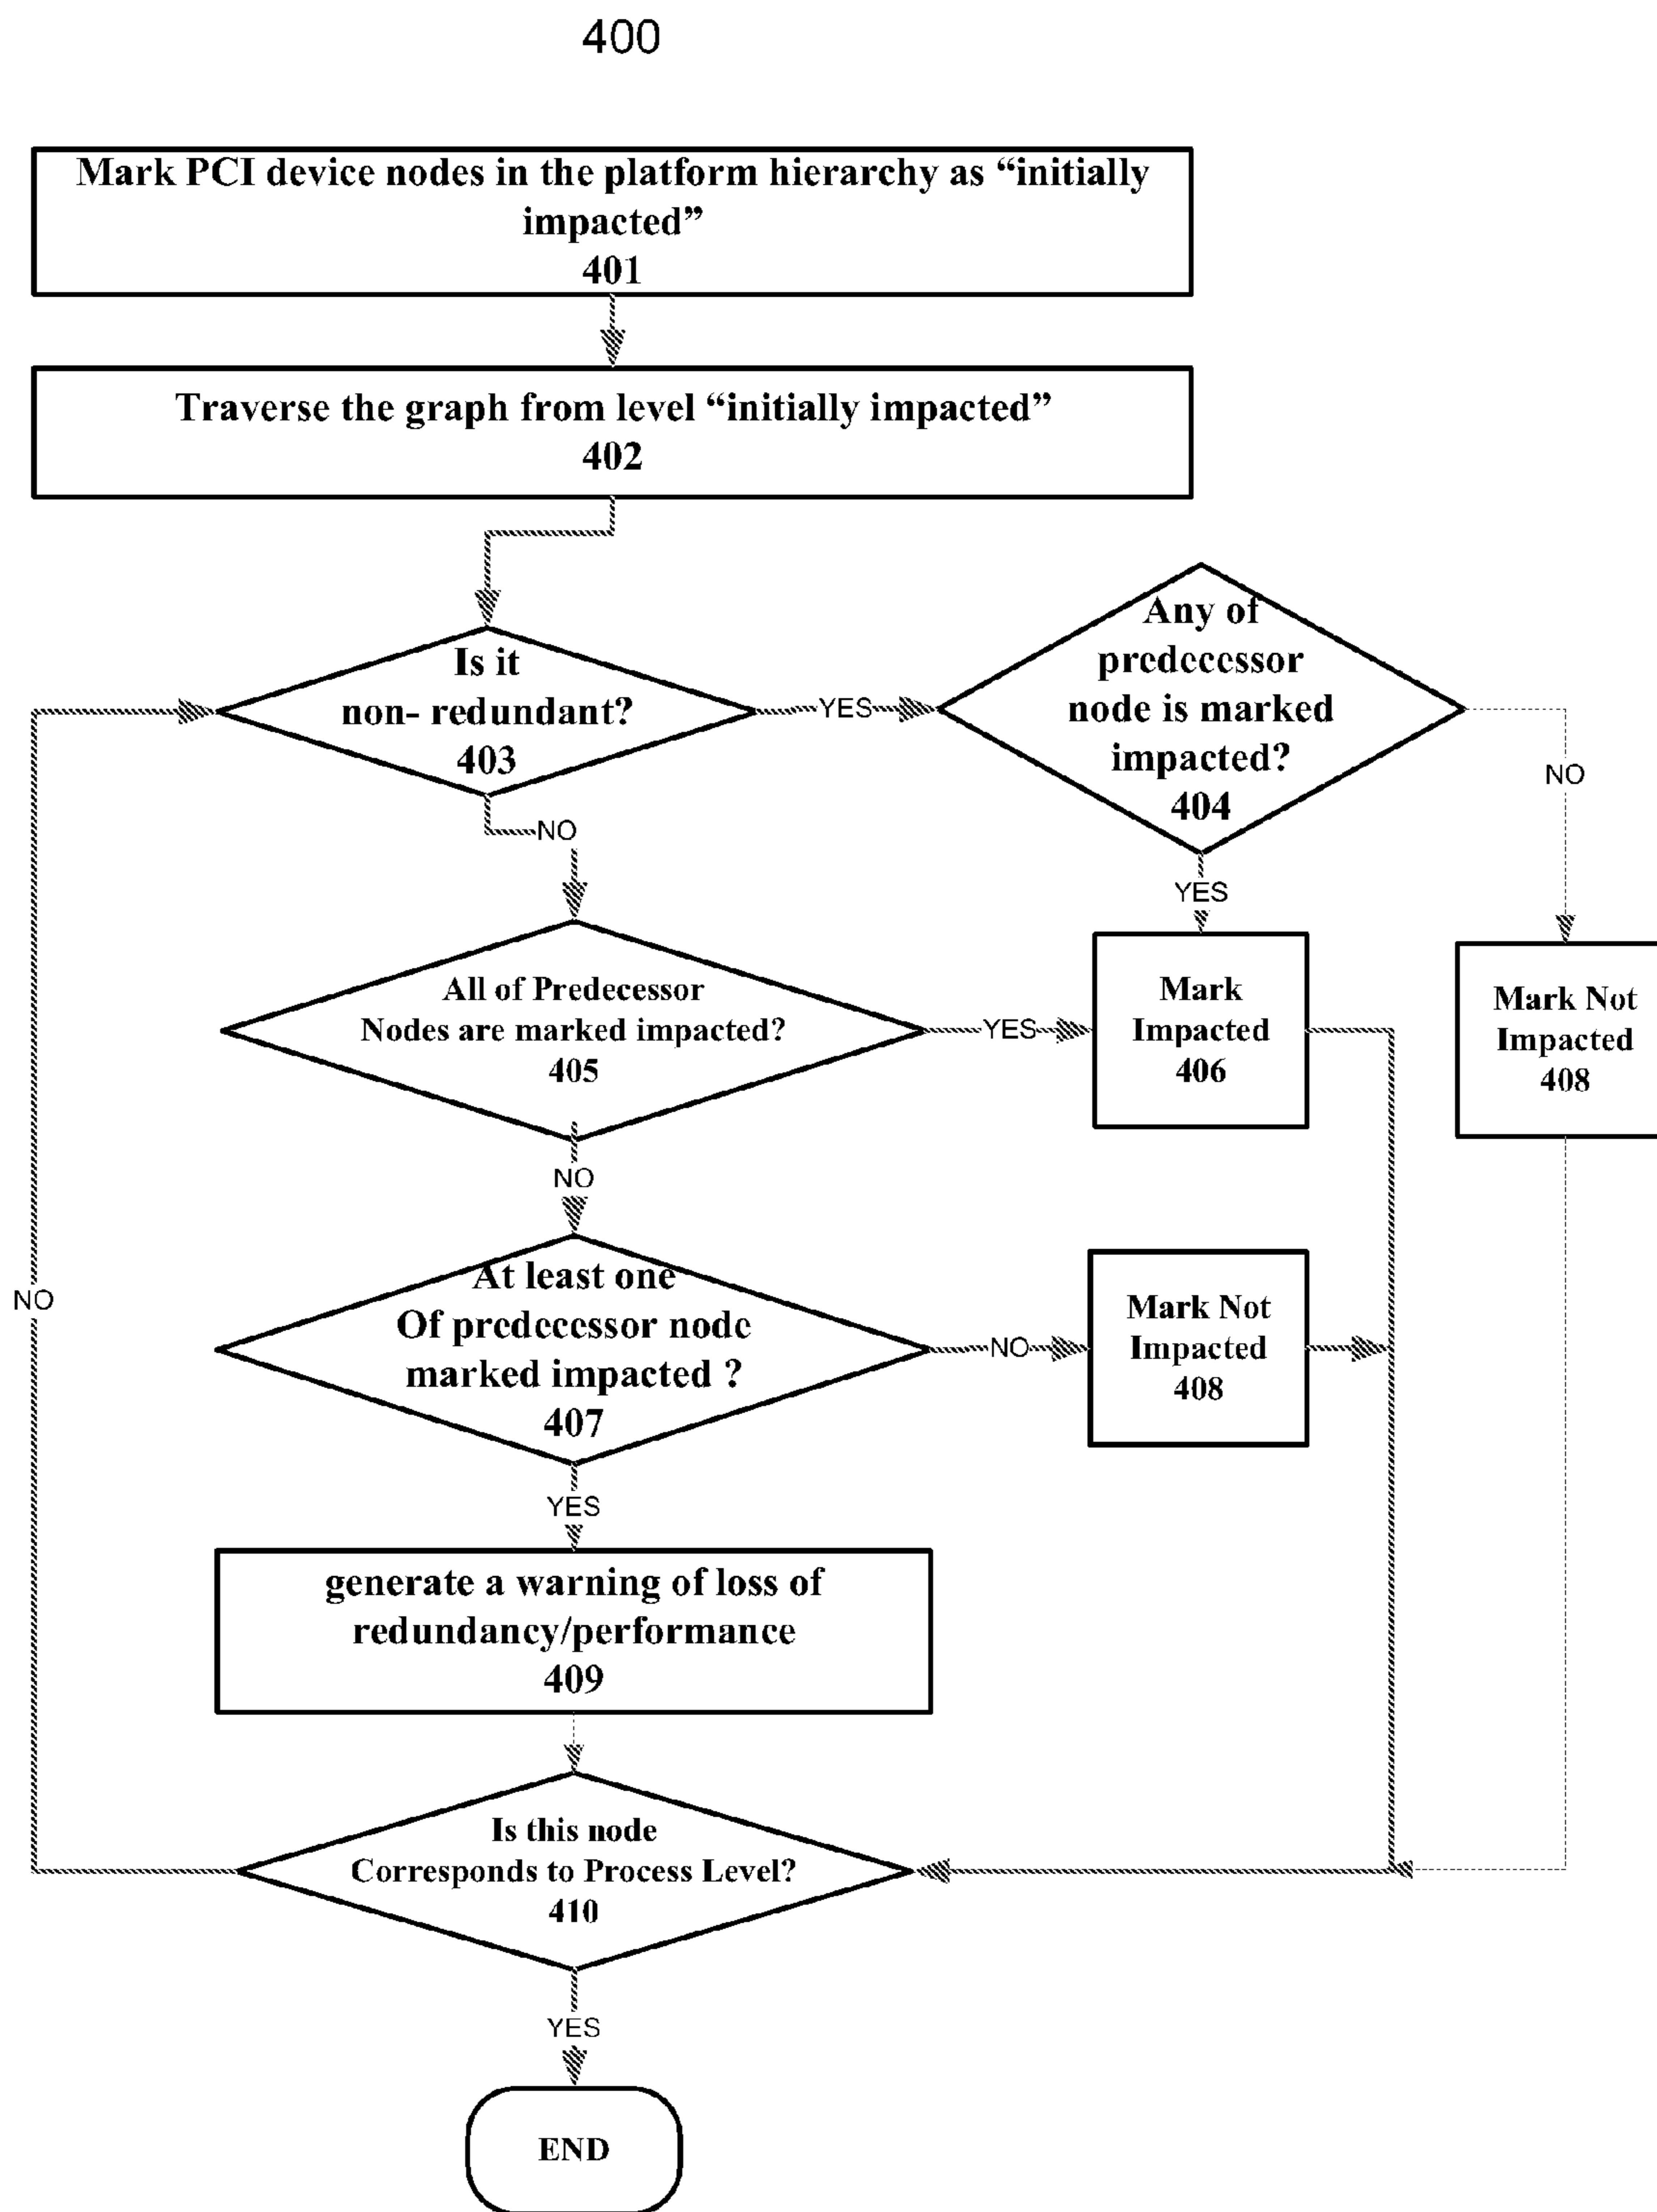 400
Mark PCI device nodes in the platform hierarchy as “initially
impacted”
401
Traverse the graph from level “initially impacted”
402
Is it
non- redundant?
403
YES
Any of
predecessor
node is marked
impacted?
404
NO
NO
YES
All of Predecessor
Nodes are marked impacted?
405
YES
Mark
Impacted
406
Mark Not
Impacted
408
NO
NO
At least one
Of predecessor node
marked impacted ?
407
NO
Mark Not
Impacted
408
YES
generate a warning of loss of
redundancy/performance
409
Is this node
Corresponds to Process Level?
410
YES
END